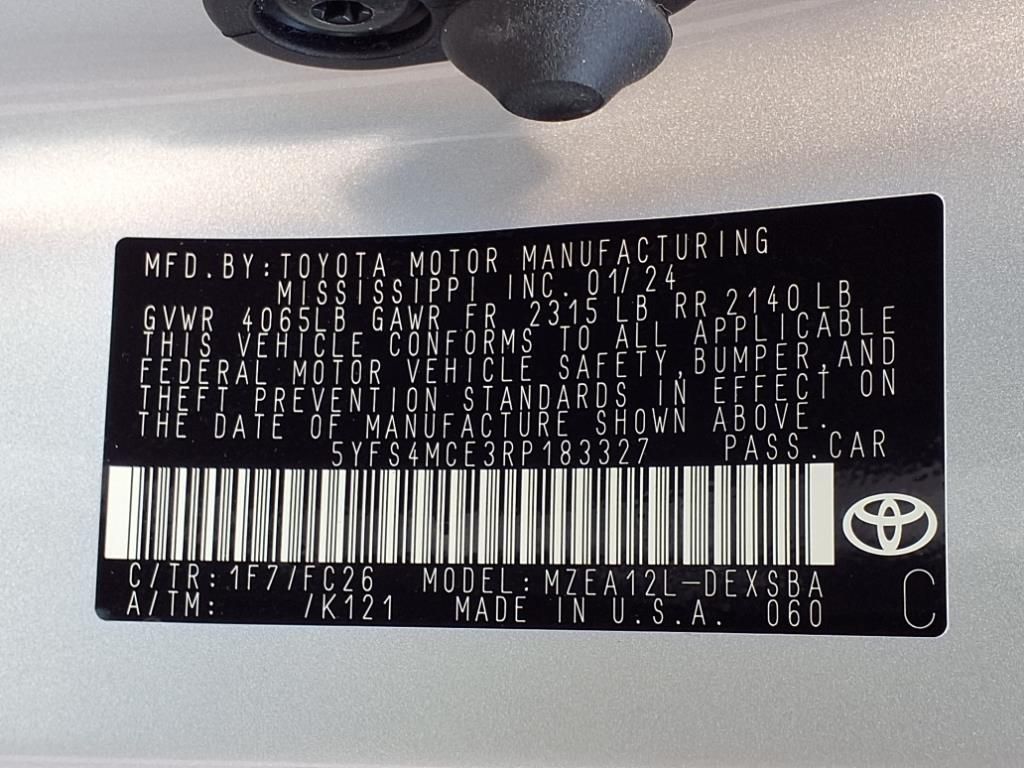 MFD.BY:TOYOTA MOTOR MANUFACTURING
MISSISSIPPI INC. 01/24
GVWR 4065LB GAWR FR 2315LB RR 2140LB
THIS VEHICLE CONFORMS TO ALL APPLICABLE
FEDERAL MOTOR VEHICLE SAFETY,BUMPER,AND
THEFT PREVENTION STANDARDS IN EFFECT ON
THE DATE OF MANUFACTURE SHOWN ABOVE.
5YFS4MCE3RP183327 PASS.CAR
C/TR:1F7/FC26 MODEL:MZEA12L-DEXSBA
A/TM: /K121 MADE IN U.S.A. 060
C